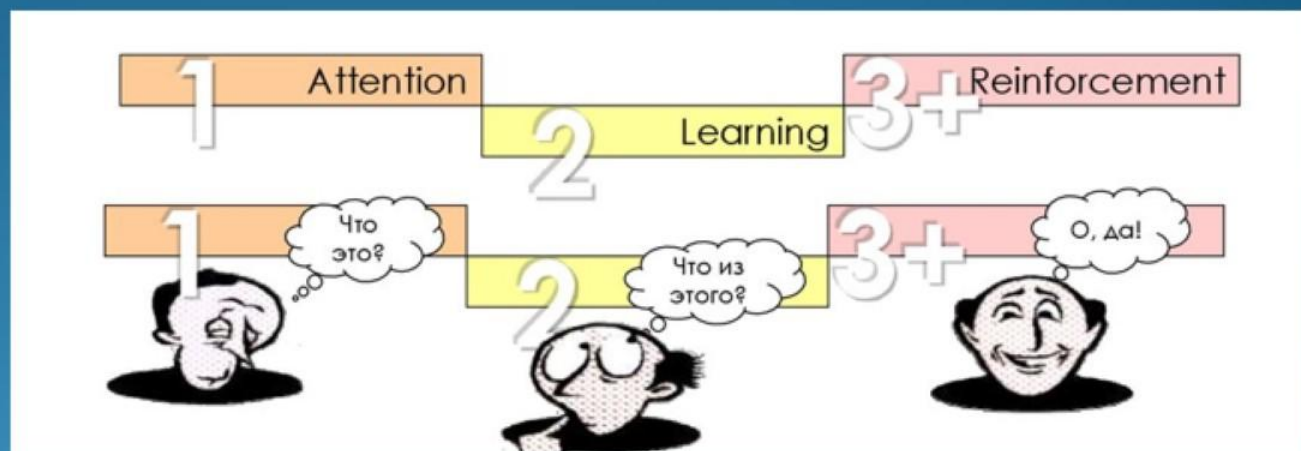 1 Attention
2 Learning
3+ Reinforcement
1
Что
это?
2
Что из
этого?
3+
О, да!